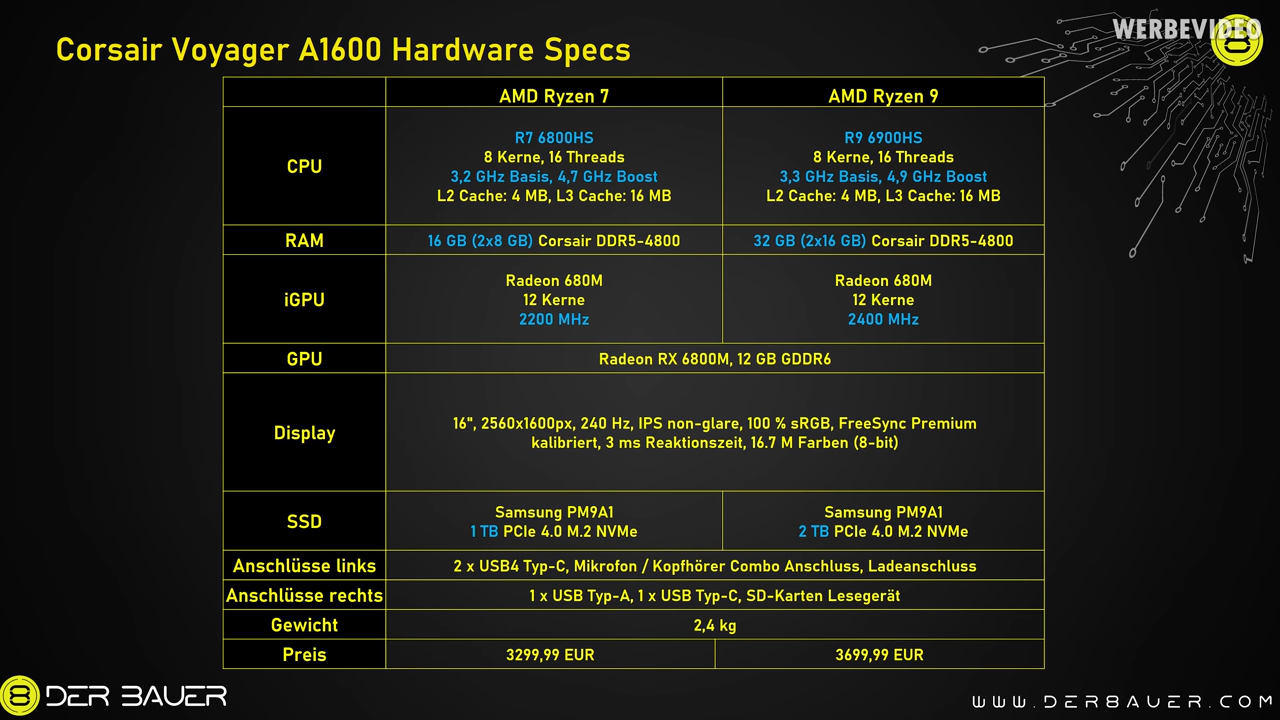 WERBEVIDEO
Corsair Voyager A1600 Hardware Specs
AMD Ryzen 7
AMD Ryzen 9
CPU
R7 6800HS
8 Kerne, 16 Threads
3,2 GHz Basis, 4,7 GHz Boost
L2 Cache: 4 MB, L3 Cache: 16 MB
R9 6900HS
8 Kerne, 16 Threads
3,3 GHz Basis, 4,9 GHz Boost
L2 Cache: 4 MB, L3 Cache: 16 MB
RAM
16 GB (2x8 GB) Corsair DDR5-4800
32 GB (2x16 GB) Corsair DDR5-4800
iGPU
Radeon 680M
12 Kerne
2200 MHz
Radeon 680M
12 Kerne
2400 MHz
GPU
Radeon RX 6800M, 12 GB GDDR6
Display
16", 2560x1600px, 240 Hz, IPS non-glare, 100 % sRGB, FreeSync Premium
kalibriert, 3 ms Reaktionszeit, 16.7 M Farben (8-bit)
SSD
Samsung PM9A1
1 TB PCIe 4.0 M.2 NVMe
Samsung PM9A1
2 TB PCIe 4.0 M.2 NVMe
Anschlüsse links
2 x USB4 Typ-C, Mikrofon / Kopfhörer Combo Anschluss, Ladeanschluss
Anschlüsse rechts
1 x USB Typ-A, 1 x USB Typ-C, SD-Karten Lesegerät
Gewicht
2,4 kg
Preis
3299,99 EUR
3699,99 EUR
8 DER BAUER
WWW.DER8AUER.COM